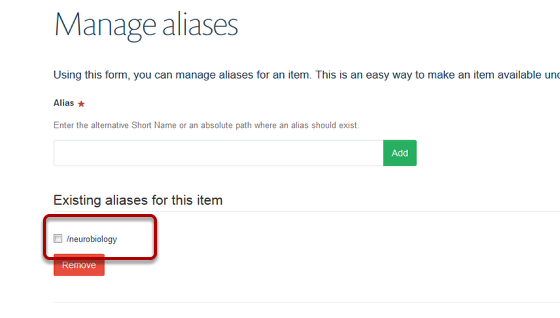 Manage aliases
Using this form, you can manage aliases for an item. This is an easy way to make an item available
Alias *
Enter the alternative Short Name or an absolute path where an alias should exist.
Add
Existing aliases for this item
/neurobiology
Remove